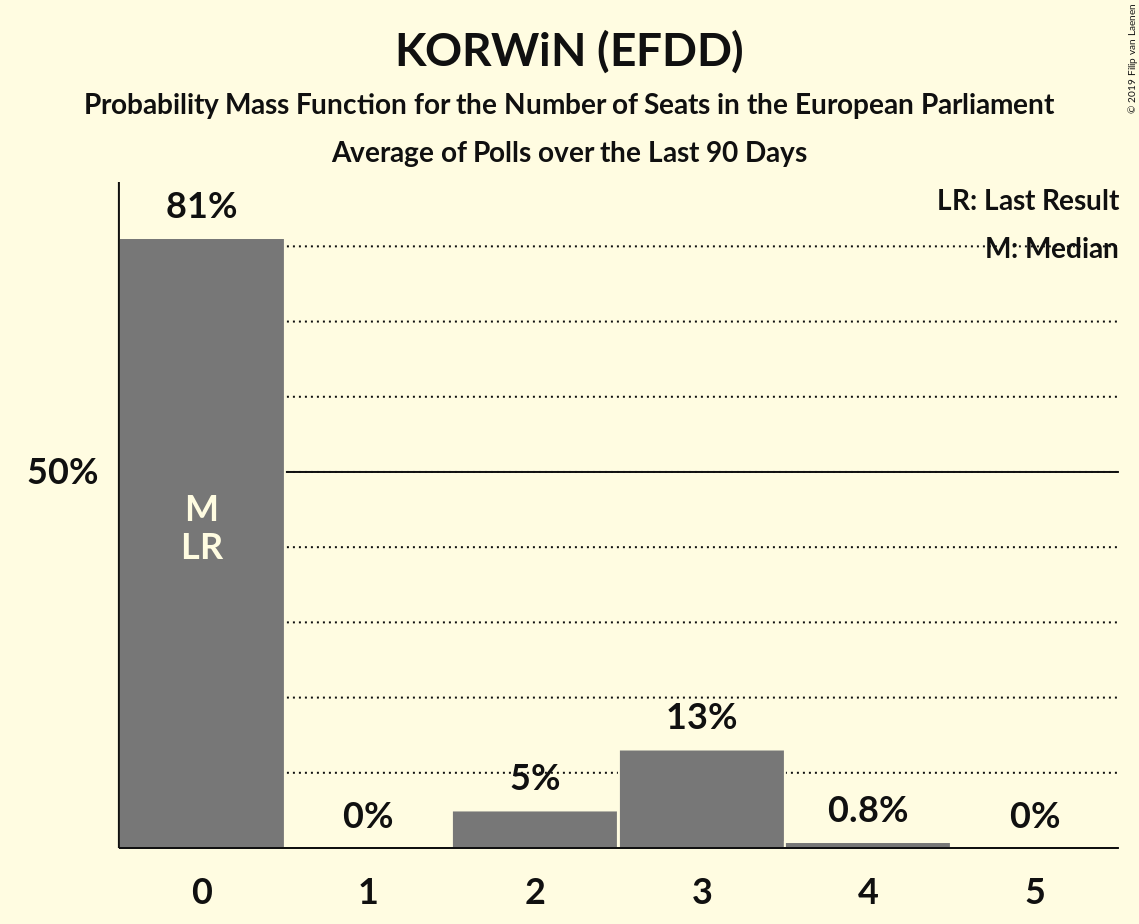 KORWiN (EFDD)
Probability Mass Function for the Number of Seats in the European Parliament
Average of Polls over the Last 90 Days
© 2019 Filip van Laenen
LR: Last Result
M: Median
81%
50%
M
LR
0%
5%
13%
0.8%
0%
0 1 2 3 4 5